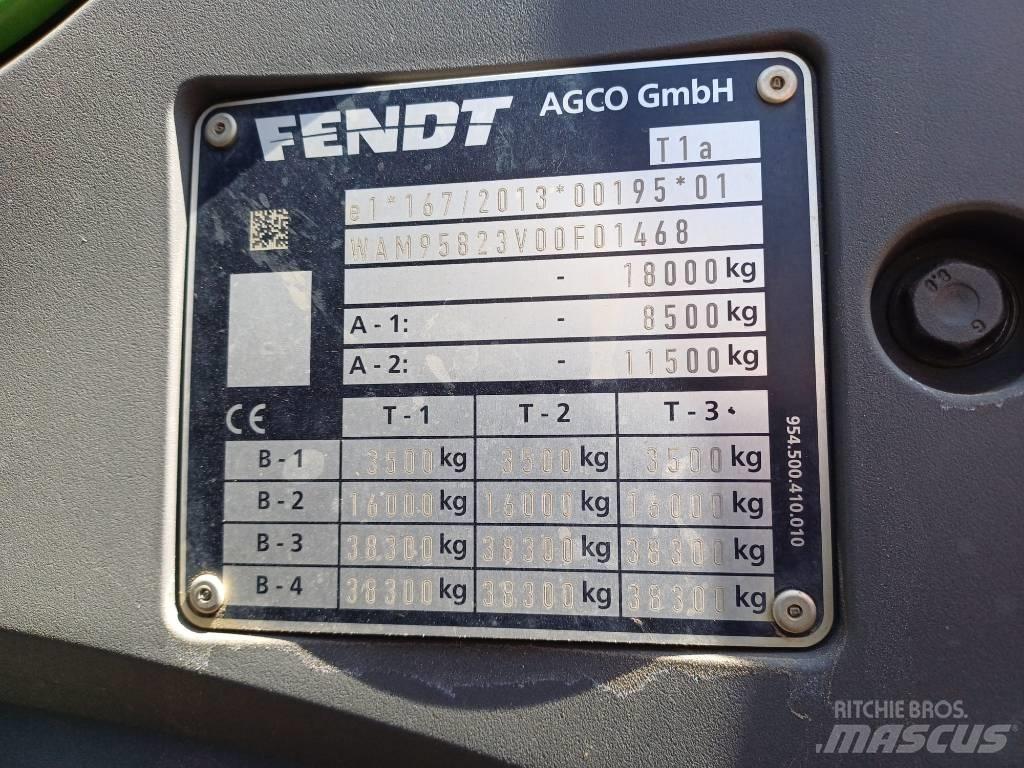 FENDT AGCO GmbH
T1a
e1*167/2013*00195*01
WAM95823V00F01468
- 18000 kg
A - 1: - 8500 kg
A - 2: - 11500 kg
CE T - 1 T - 2 T - 3
B - 1 3500 kg 3500 kg 3500 kg
B - 2 16000 kg 16000 kg 16000 kg
B - 3 38300 kg 38300 kg 38300 kg
B - 4 38300 kg 38300 kg 38300 kg
954.500.410.010
RITCHIE BROS.
MASCUS